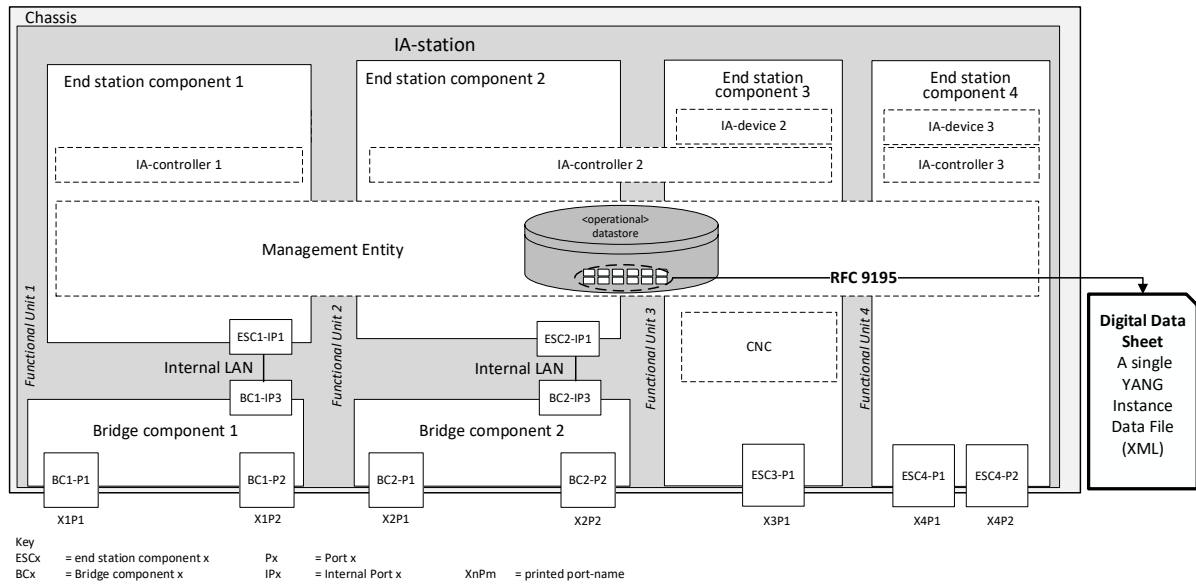 Chassis
IA-station
End station component 1
End station component 2
End station
component 3
End station
component 4
IA-device 2
IA-device 3
IA-controller 1
IA-controller 2
IA-controller 3
<operational>
datastore
Management Entity
RFC 9195
Functional Unit 1
Functional Unit 2
Functional Unit 3
Functional Unit 4
Digital Data
Sheet
A single
YANG
Instance
Data File
(XML)
ESC1-IP1
ESC2-IP1
CNC
Internal LAN
Internal LAN
BC1-IP3
BC2-IP3
Bridge component 1
Bridge component 2
BC1-P1
BC1-P2
BC2-P1
BC2-P2
ESC3-P1
ESC4-P1
ESC4-P2
X1P1
X1P2
X2P1
X2P2
X3P1
X4P1
X4P2
Key
ESCx = end station component x Px = Port x
BCx = Bridge component x IPx = Internal Port x XnPm = printed port-name